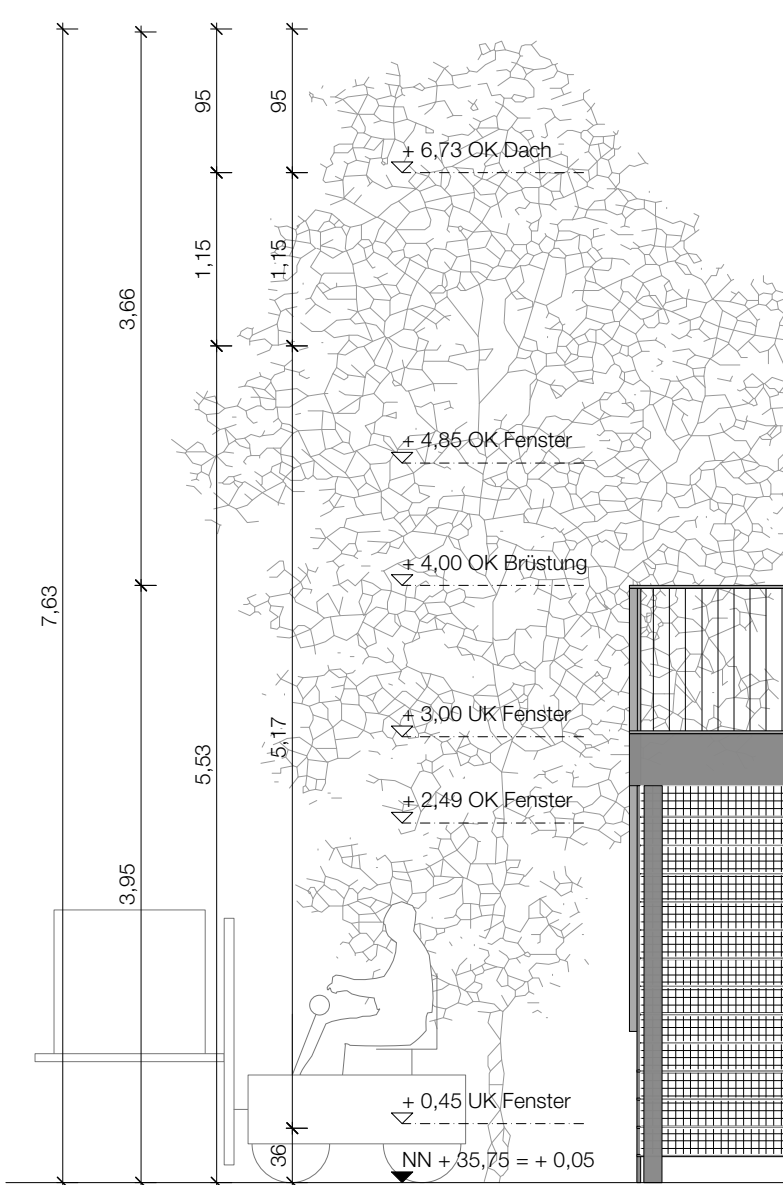 95
95
+ 6,73 OK Dach
1,15
1,15
3,66
+ 4,85 OK Fenster
+ 4,00 OK Brüstung
7,63
+ 3,00 UK Fenster
5,17
5,53
+ 2,49 OK Fenster
3,95
+ 0,45 UK Fenster
36
NN + 35,75 = + 0,05